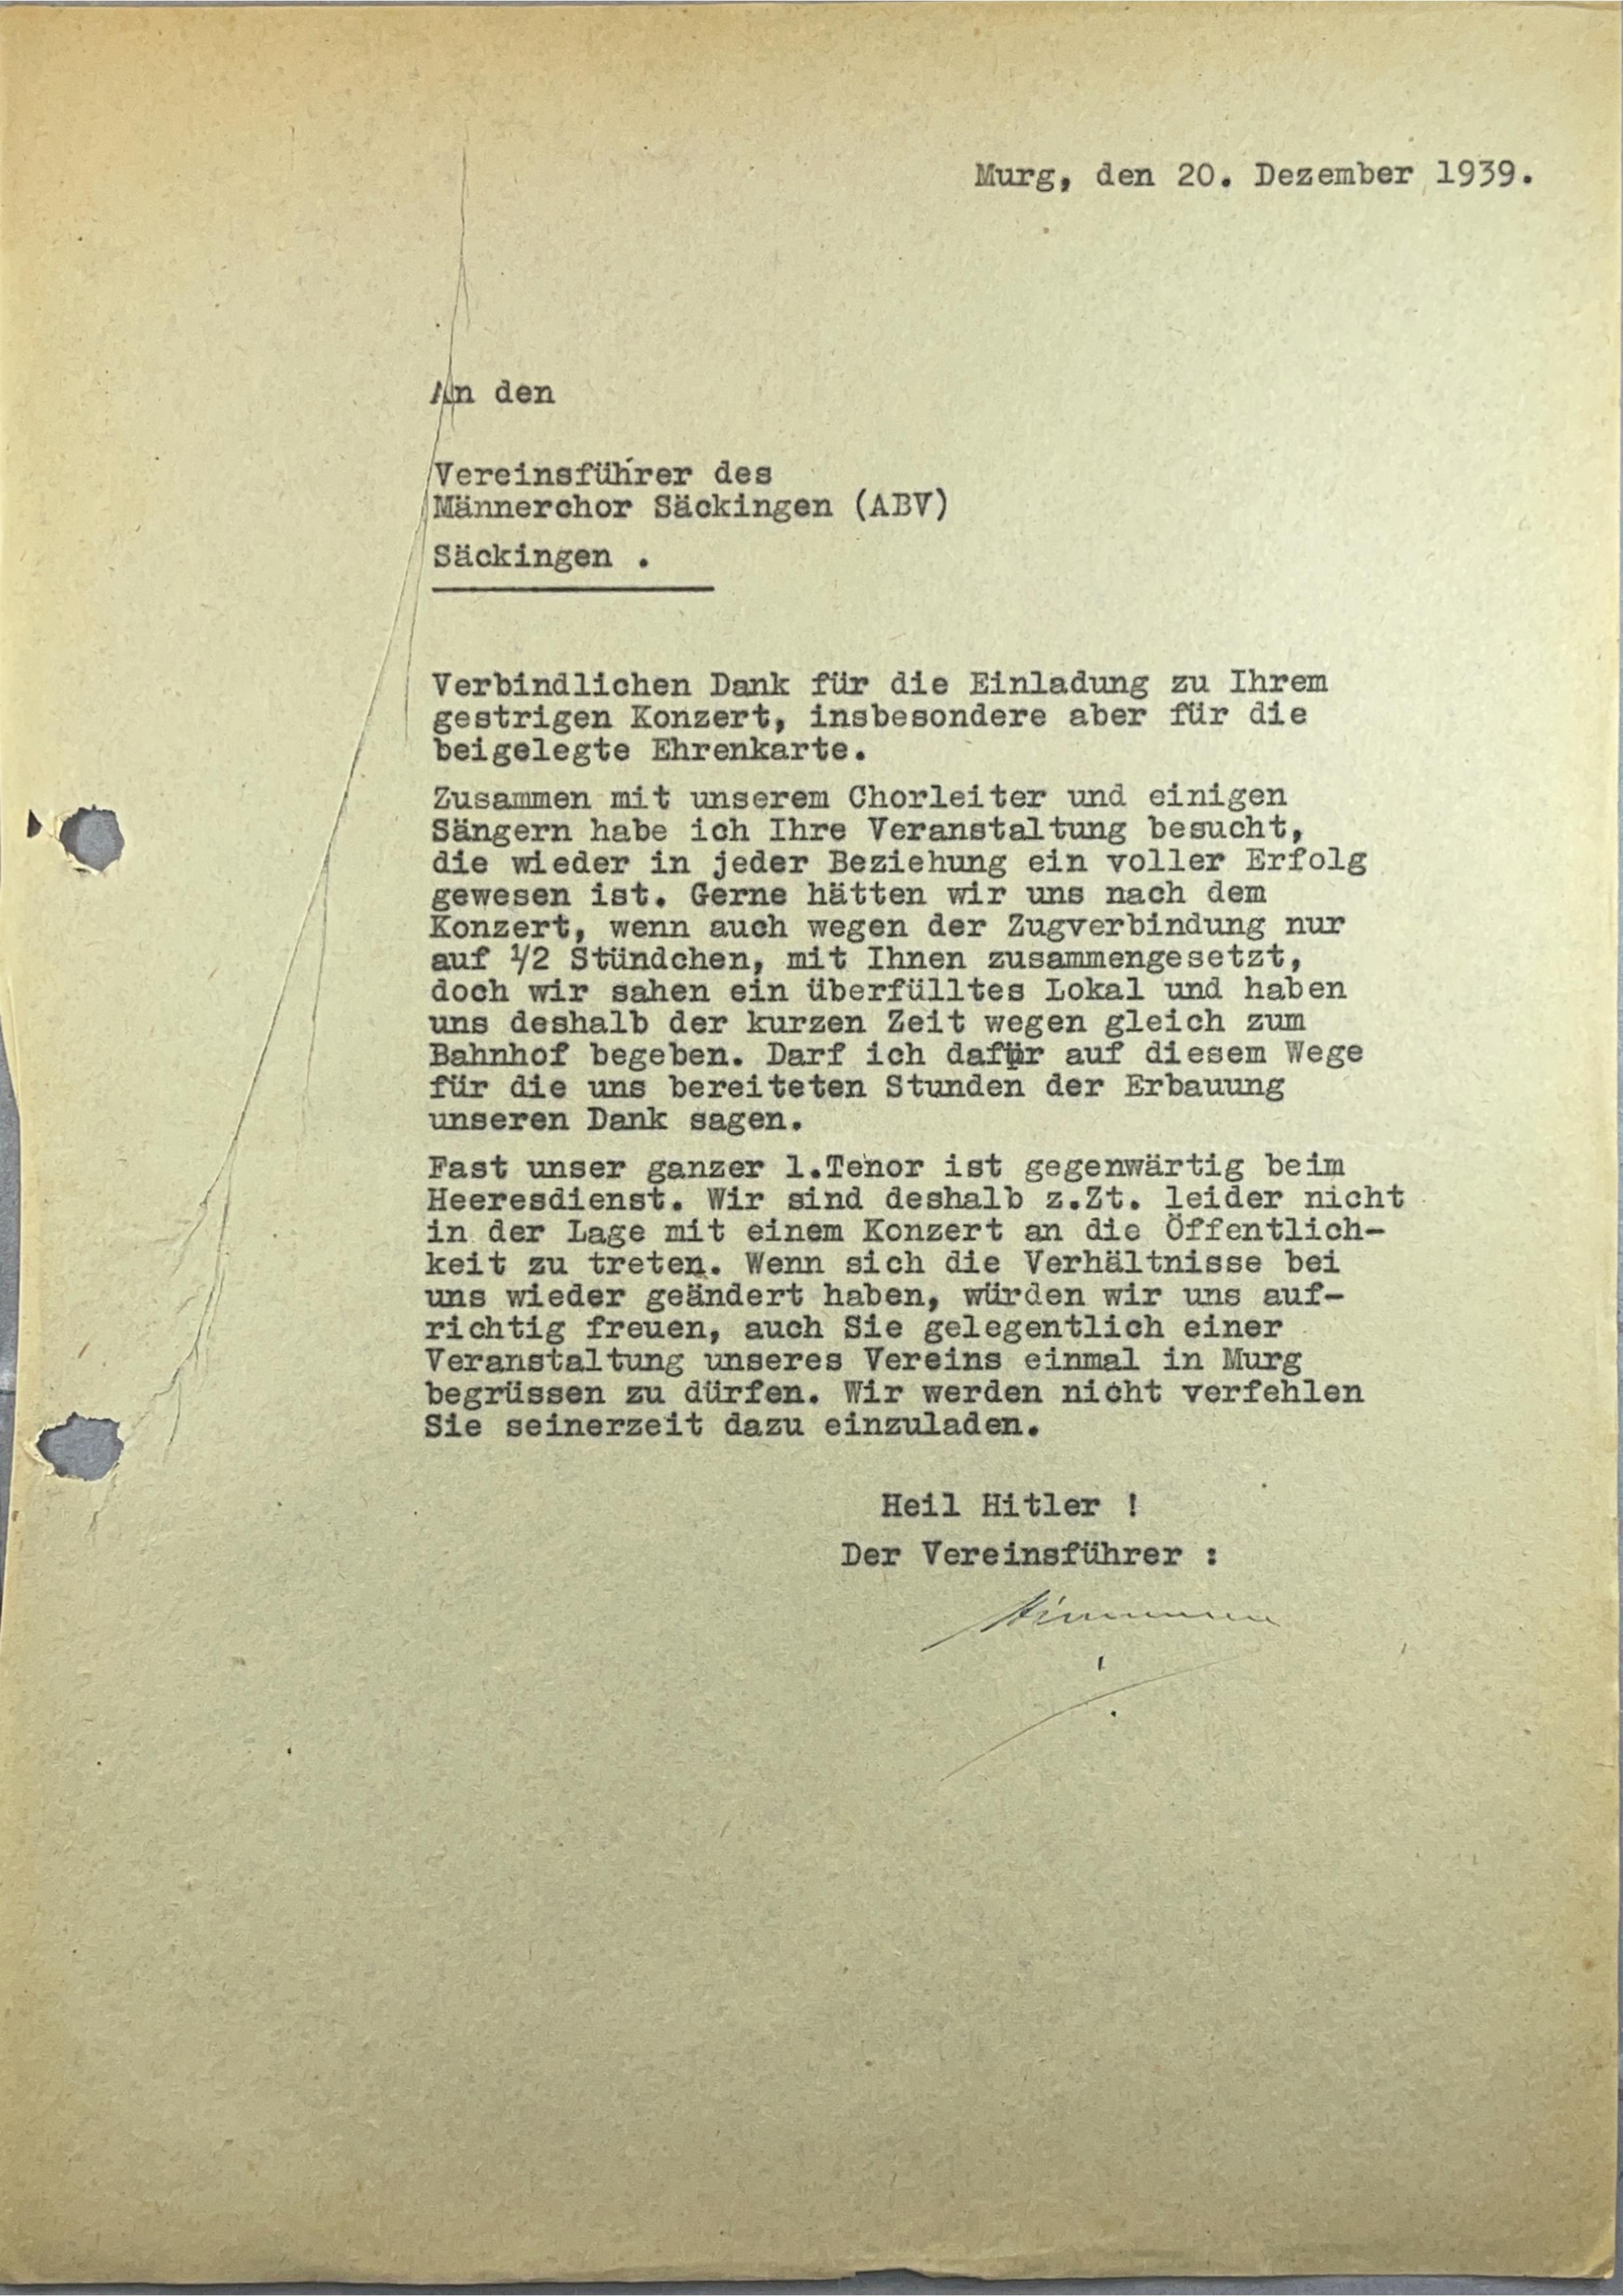 Murg, den 20. Dezember 1939.
An den
Vereinsführer des
Männerchor Säckingen (ABV)
Säckingen .
Verbindlichen Dank für die Einladung zu Ihrem
gestrigen Konzert, insbesondere aber für die
beigelegte Ehrenkarte.
Zusammen mit unserem Chorleiter und einigen
Sängern habe ich Ihre Veranstaltung besucht,
die wieder in jeder Beziehung ein voller Erfolg
gewesen ist. Gerne hätten wir uns nach dem
Konzert, wenn auch wegen der Zugverbindung nur
auf 1/2 Stündchen, mit Ihnen zusammengesetzt,
doch wir sahen ein überfülltes Lokal und haben
uns deshalb der kurzen Zeit wegen gleich zum
Bahnhof begeben. Darf ich dafür auf diesem Wege
für die uns bereiteten Stunden der Erbauung
unseren Dank sagen.
Fast unser ganzer 1.Tenor ist gegenwärtig beim
Heeresdienst. Wir sind deshalb z.Zt. leider nicht
in der Lage mit einem Konzert an die Öffentlich-
keit zu treten. Wenn sich die Verhältnisse bei
uns wieder geändert haben, würden wir uns auf-
richtig freuen, auch Sie gelegentlich einer
Veranstaltung unseres Vereins einmal in Murg
begrüssen zu dürfen. Wir werden nicht verfehlen
Sie seinerzeit dazu einzuladen.
Heil Hitler !
Der Vereinsführer :